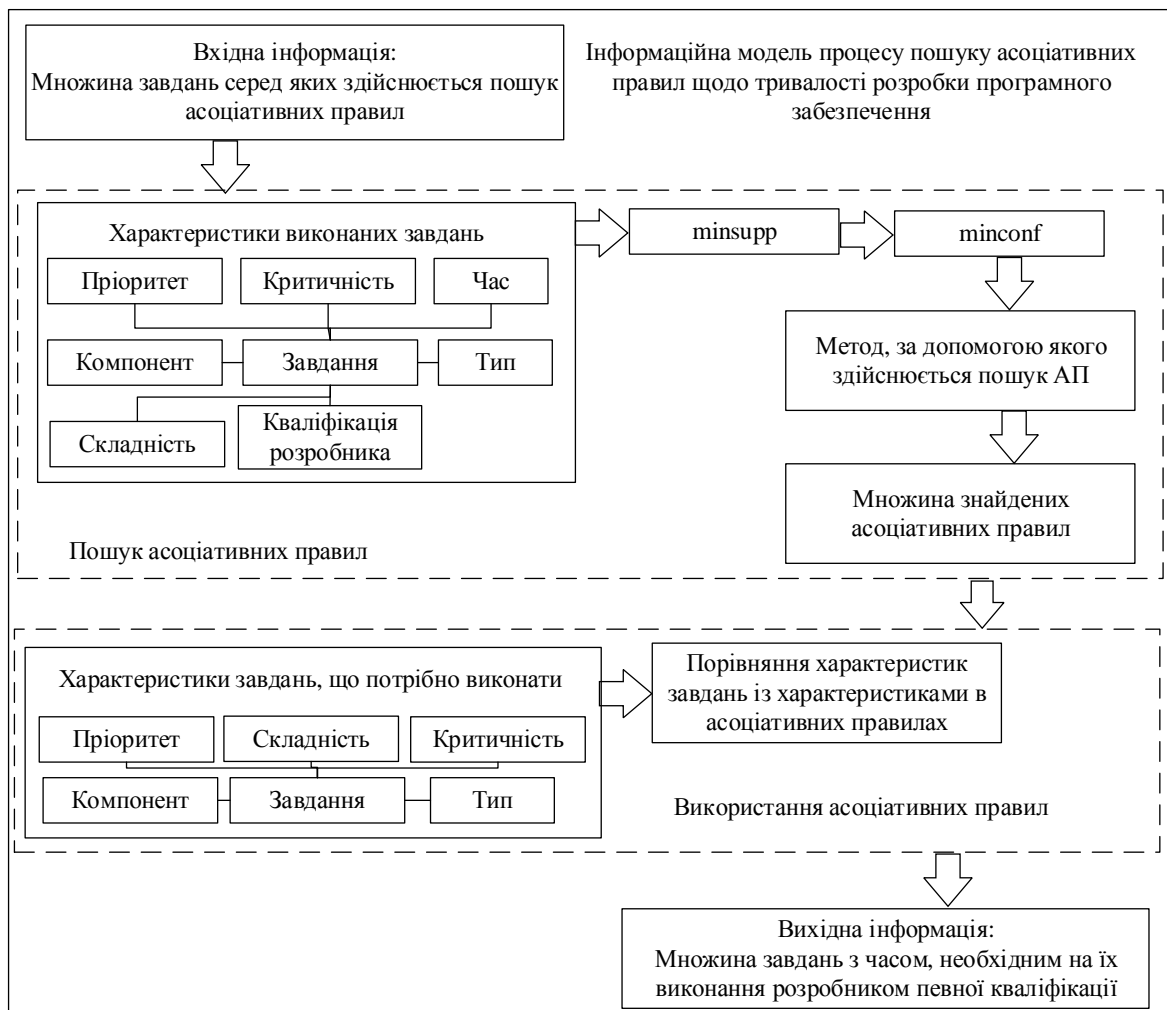 Вхідна інформація:
Множина завдань серед яких здійснюється пошук
асоціативних правил
Інформаційна модель процесу пошуку асоціативних
правил щодо тривалості розробки програмного
забезпечення
Характеристики виконаних завдань
Пріоритет
Критичність
Час
Компонент
Завдання
Тип
Складність
Кваліфікація
розробника
minsupp
minconf
Метод, за допомогою якого
здійснюється пошук АП
Множина знайдених
асоціативних правил
Пошук асоціативних правил
Характеристики завдань, що потрібно виконати
Пріоритет
Складність
Критичність
Компонент
Завдання
Тип
Порівняння характеристик
завдань із характеристиками в
асоціативних правилах
Використання асоціативних правил
Вихідна інформація:
Множина завдань з часом, необхідним на їх
виконання розробником певної кваліфікації